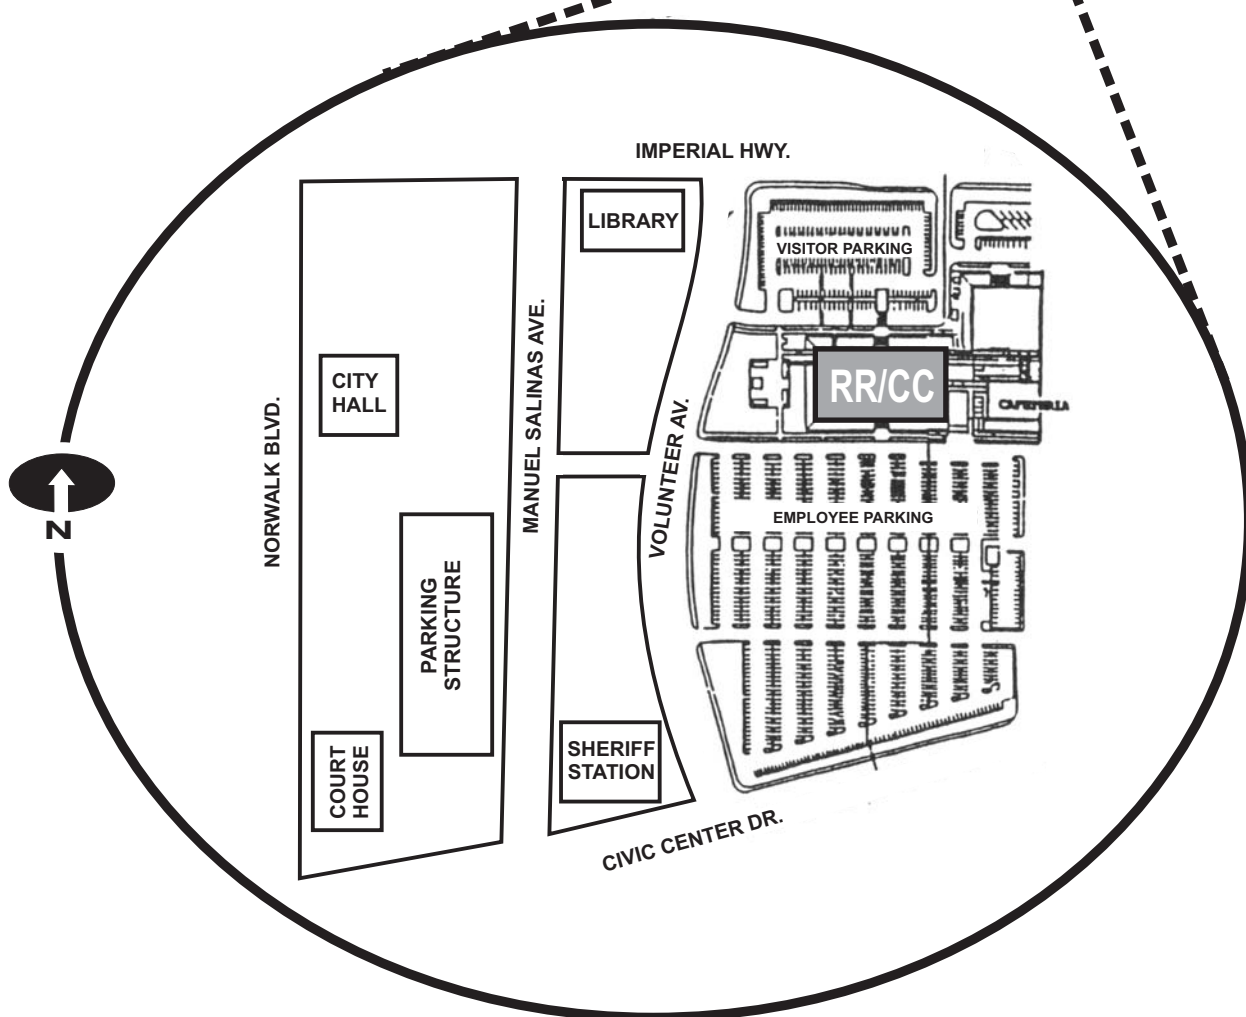 IMPERIAL HWY.
LIBRARY
VISITOR PARKING
MANUEL SALINAS AVE.
CITY
HALL
RR/CC
NORWALK BLVD.
VOLUNTEER AV.
CAFETERIA
N
EMPLOYEE PARKING
PARKING
STRUCTURE
SHERIFF
STATION
COURT
HOUSE
CIVIC CENTER DR.